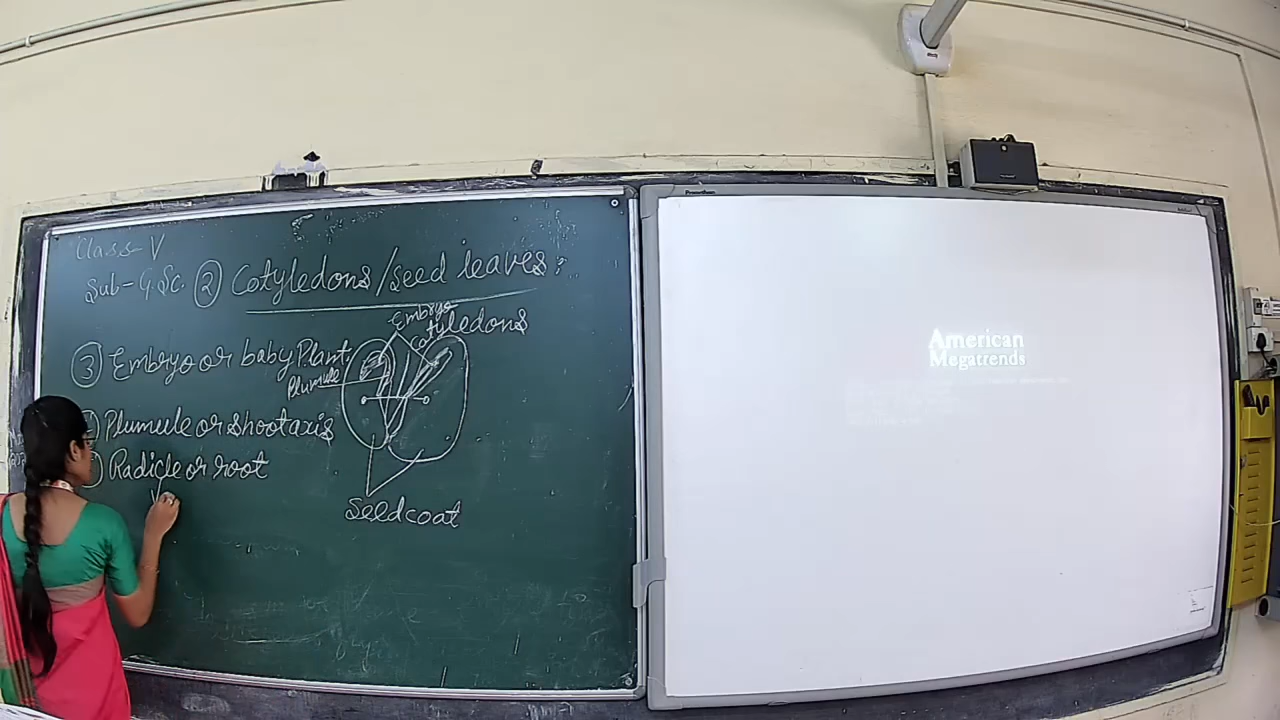 Class-V
Sub-G.Sc. ② Cotyledons/seed leaves:
Embryo
Cotyledons
③ Embryo or baby Plant
Plumule
Plumule or shoot axis
Radicle or root
Seedcoat
American
Megatrends
Promethean